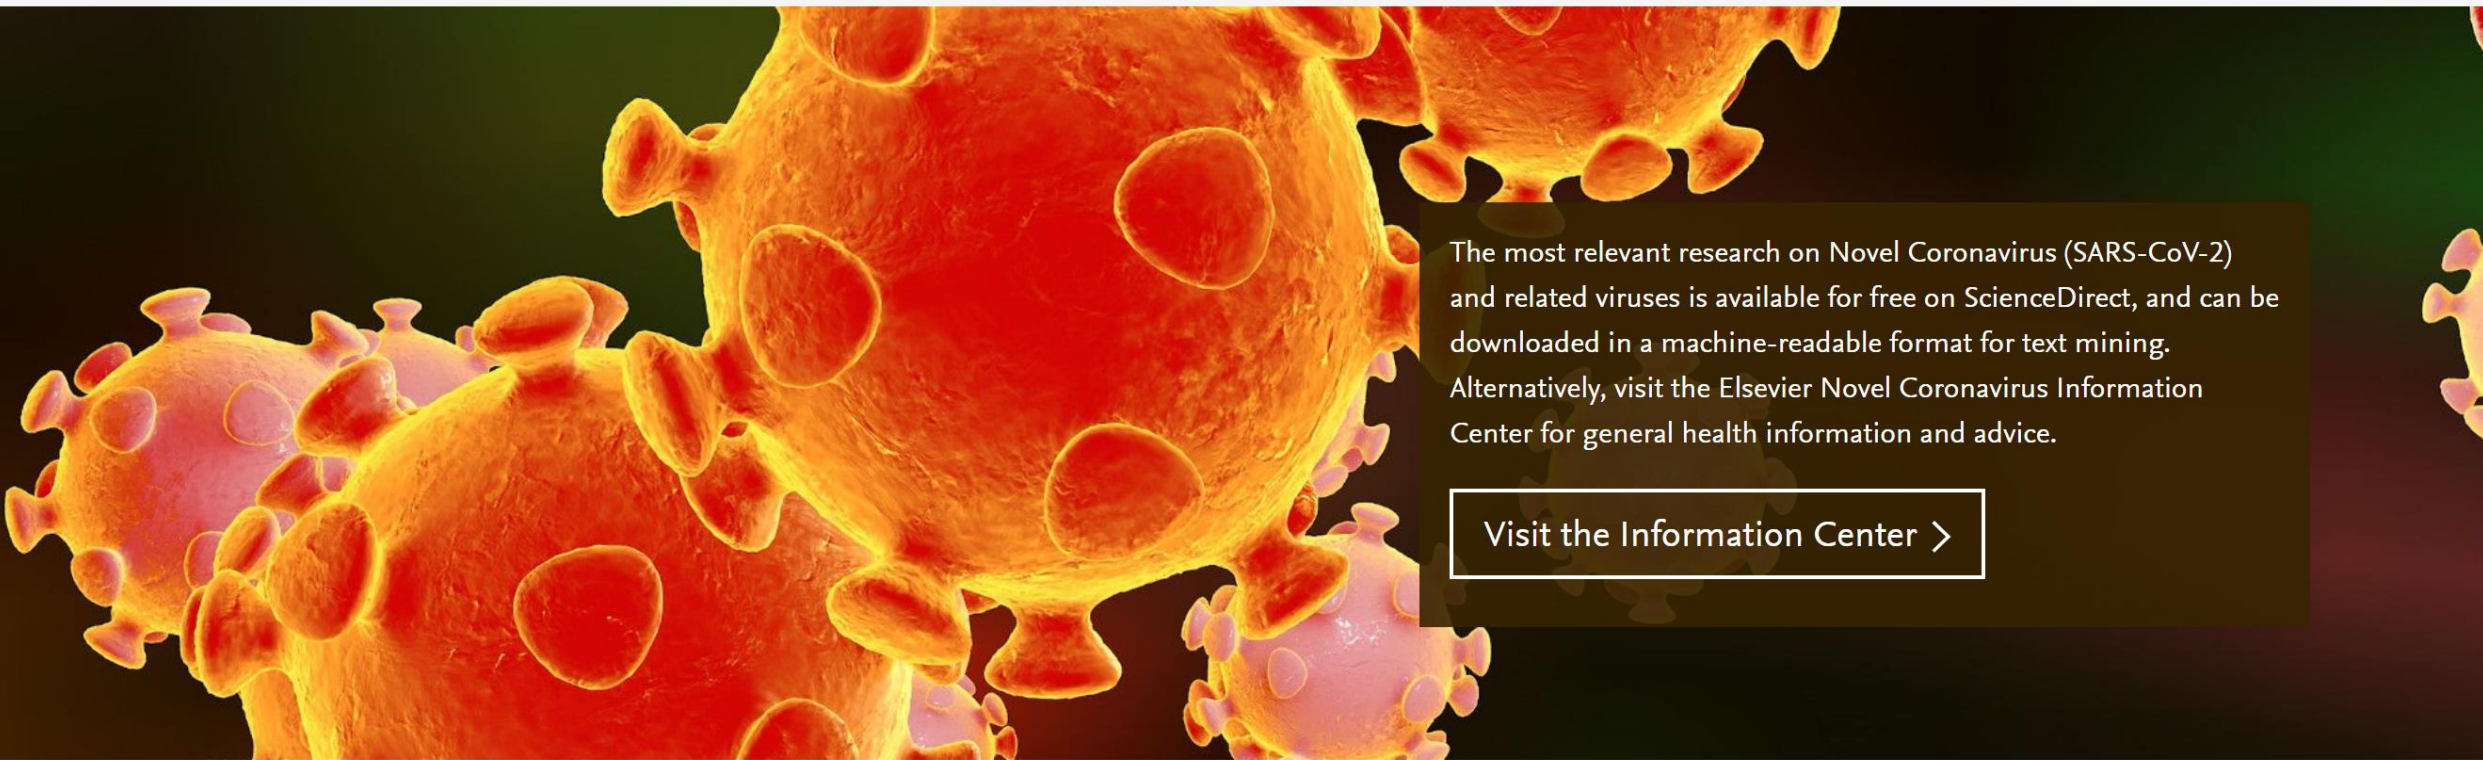 The most relevant research on Novel Coronavirus (SARS-CoV-2)
and related viruses is available for free on ScienceDirect, and can be
downloaded in a machine-readable format for text mining.
Alternatively, visit the Elsevier Novel Coronavirus Information
Center for general health information and advice.
Visit the Information Center >